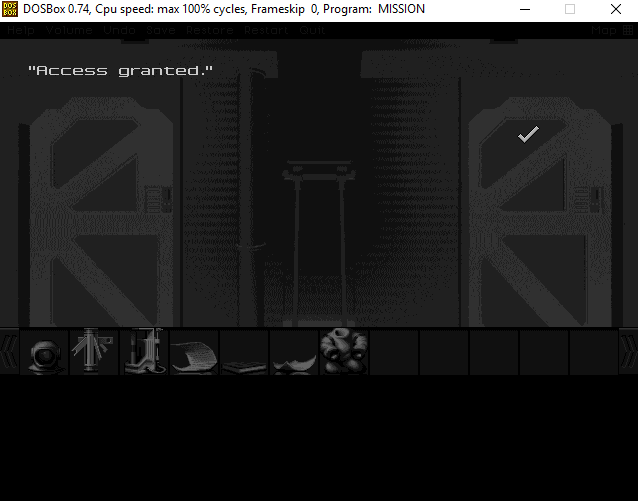 DOSBox 0.74, Cpu speed: max 100% cycles, Frameskip 0, Program: MISSION
Help Volume Undo Save Restore Restart Quit Map
"Access granted."